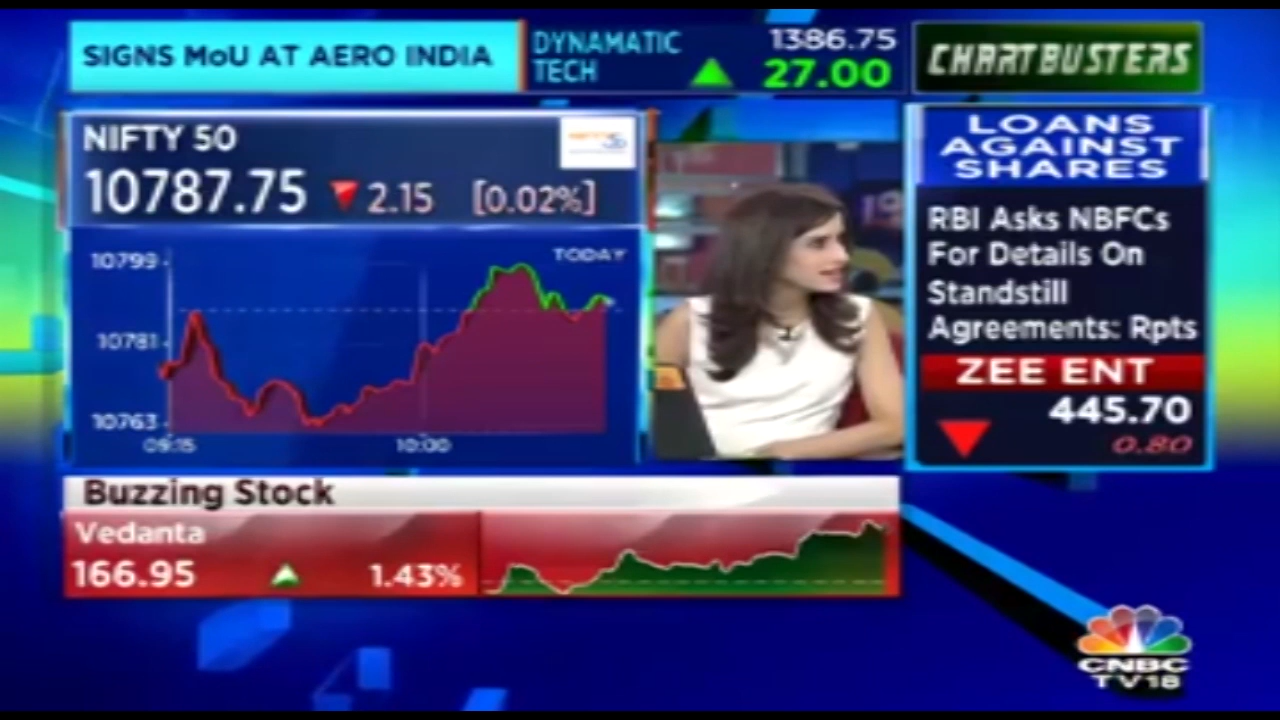 SIGNS MoU AT AERO INDIA
DYNAMATIC
TECH
1386.75
27.00
CHARTBUSTERS
NIFTY 50
10787.75 2.15 [0.02%]
TODAY
10799
10781
10763
09:15 10:00
LOANS
AGAINST
SHARES
RBI Asks NBFCs
For Details On
Standstill
Agreements: Rpts
ZEE ENT
445.70
0.80
Buzzing Stock
Vedanta
166.95 1.43%
CNBC
TV18